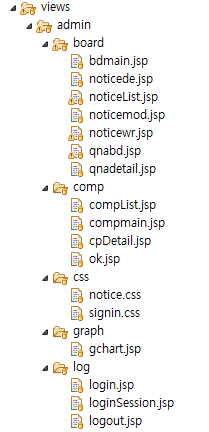 views
admin
board
bdmain.jsp
noticede.jsp
noticeList.jsp
noticemod.jsp
noticewr.jsp
qnabd.jsp
qnadetail.jsp
comp
compList.jsp
compmain.jsp
cpDetail.jsp
ok.jsp
css
notice.css
signin.css
graph
gchart.jsp
log
login.jsp
loginSession.jsp
logout.jsp